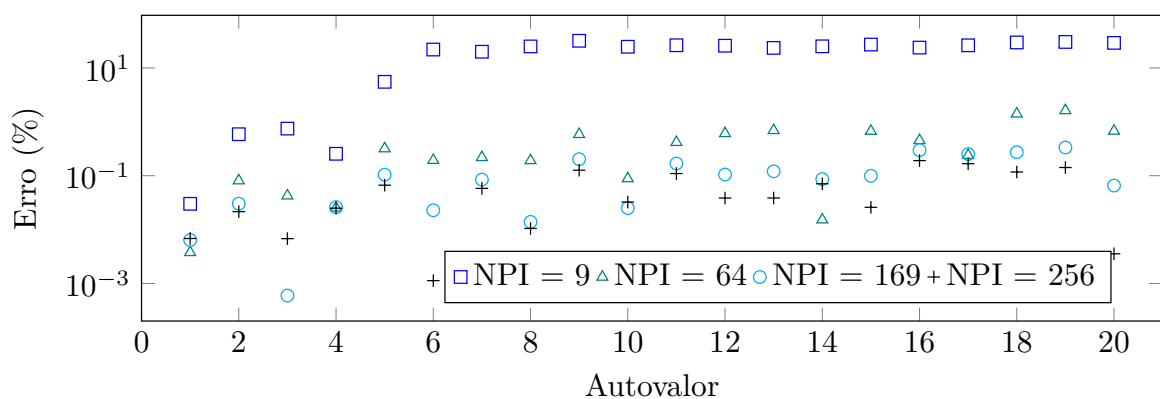 10^1
10^−1
10^−3
Erro (%)
NPI = 9 NPI = 64 NPI = 169 NPI = 256
0 2 4 6 8 10 12 14 16 18 20
Autovalor